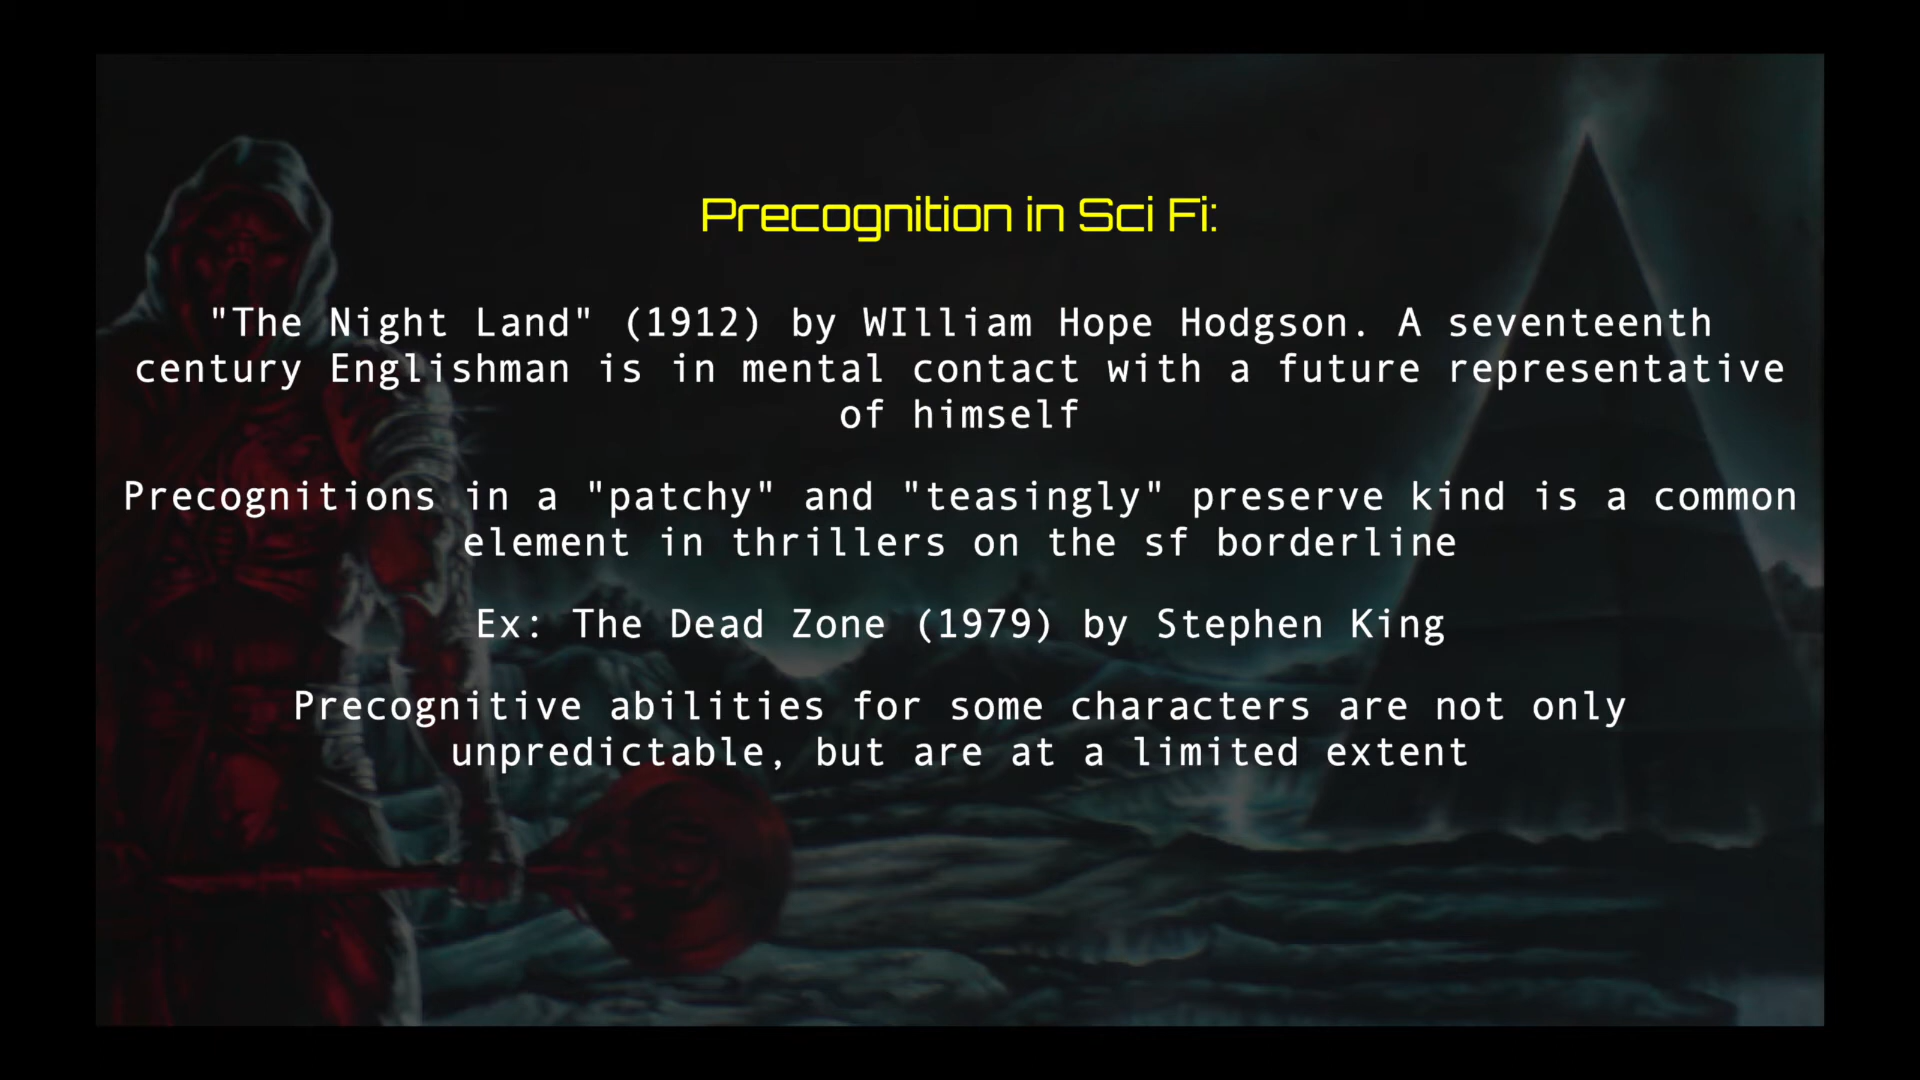 Precognition in Sci Fi:
"The Night Land" (1912) by WIlliam Hope Hodgson. A seventeenth
century Englishman is in mental contact with a future representative
of himself
Precognitions in a "patchy" and "teasingly" preserve kind is a common
element in thrillers on the sf borderline
Ex: The Dead Zone (1979) by Stephen King
Precognitive abilities for some characters are not only
unpredictable, but are at a limited extent